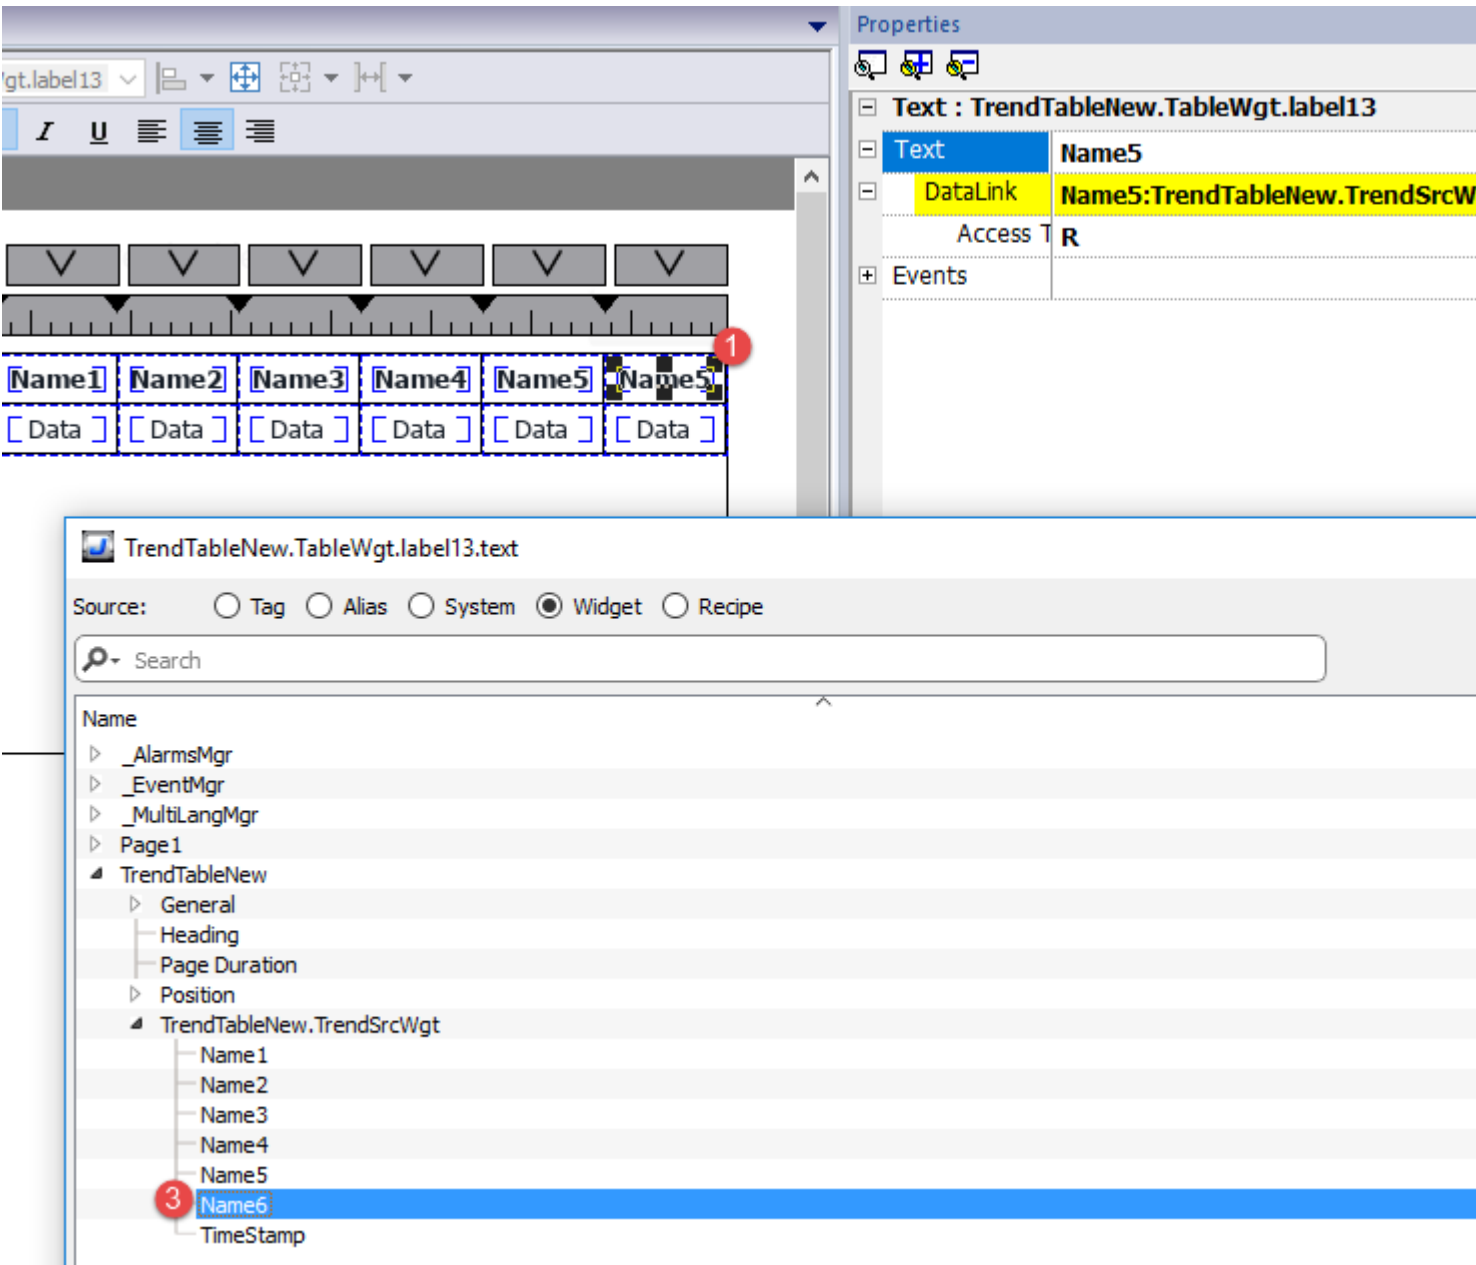 Properties
gt.label13
I U
Text : TrendTableNew.TableWgt.label13
Text Name5
DataLink Name5:TrendTableNew.TrendSrcW
Access T R
Events
1
Name1 Name2 Name3 Name4 Name5 Name5
Data Data Data Data Data Data
TrendTableNew.TableWgt.label13.text
Source: Tag Alias System Widget Recipe
Search
Name
_AlarmsMgr
_EventMgr
_MultiLangMgr
Page1
TrendTableNew
General
Heading
Page Duration
Position
TrendTableNew.TrendSrcWgt
Name1
Name2
Name3
Name4
Name5
3 Name6
TimeStamp